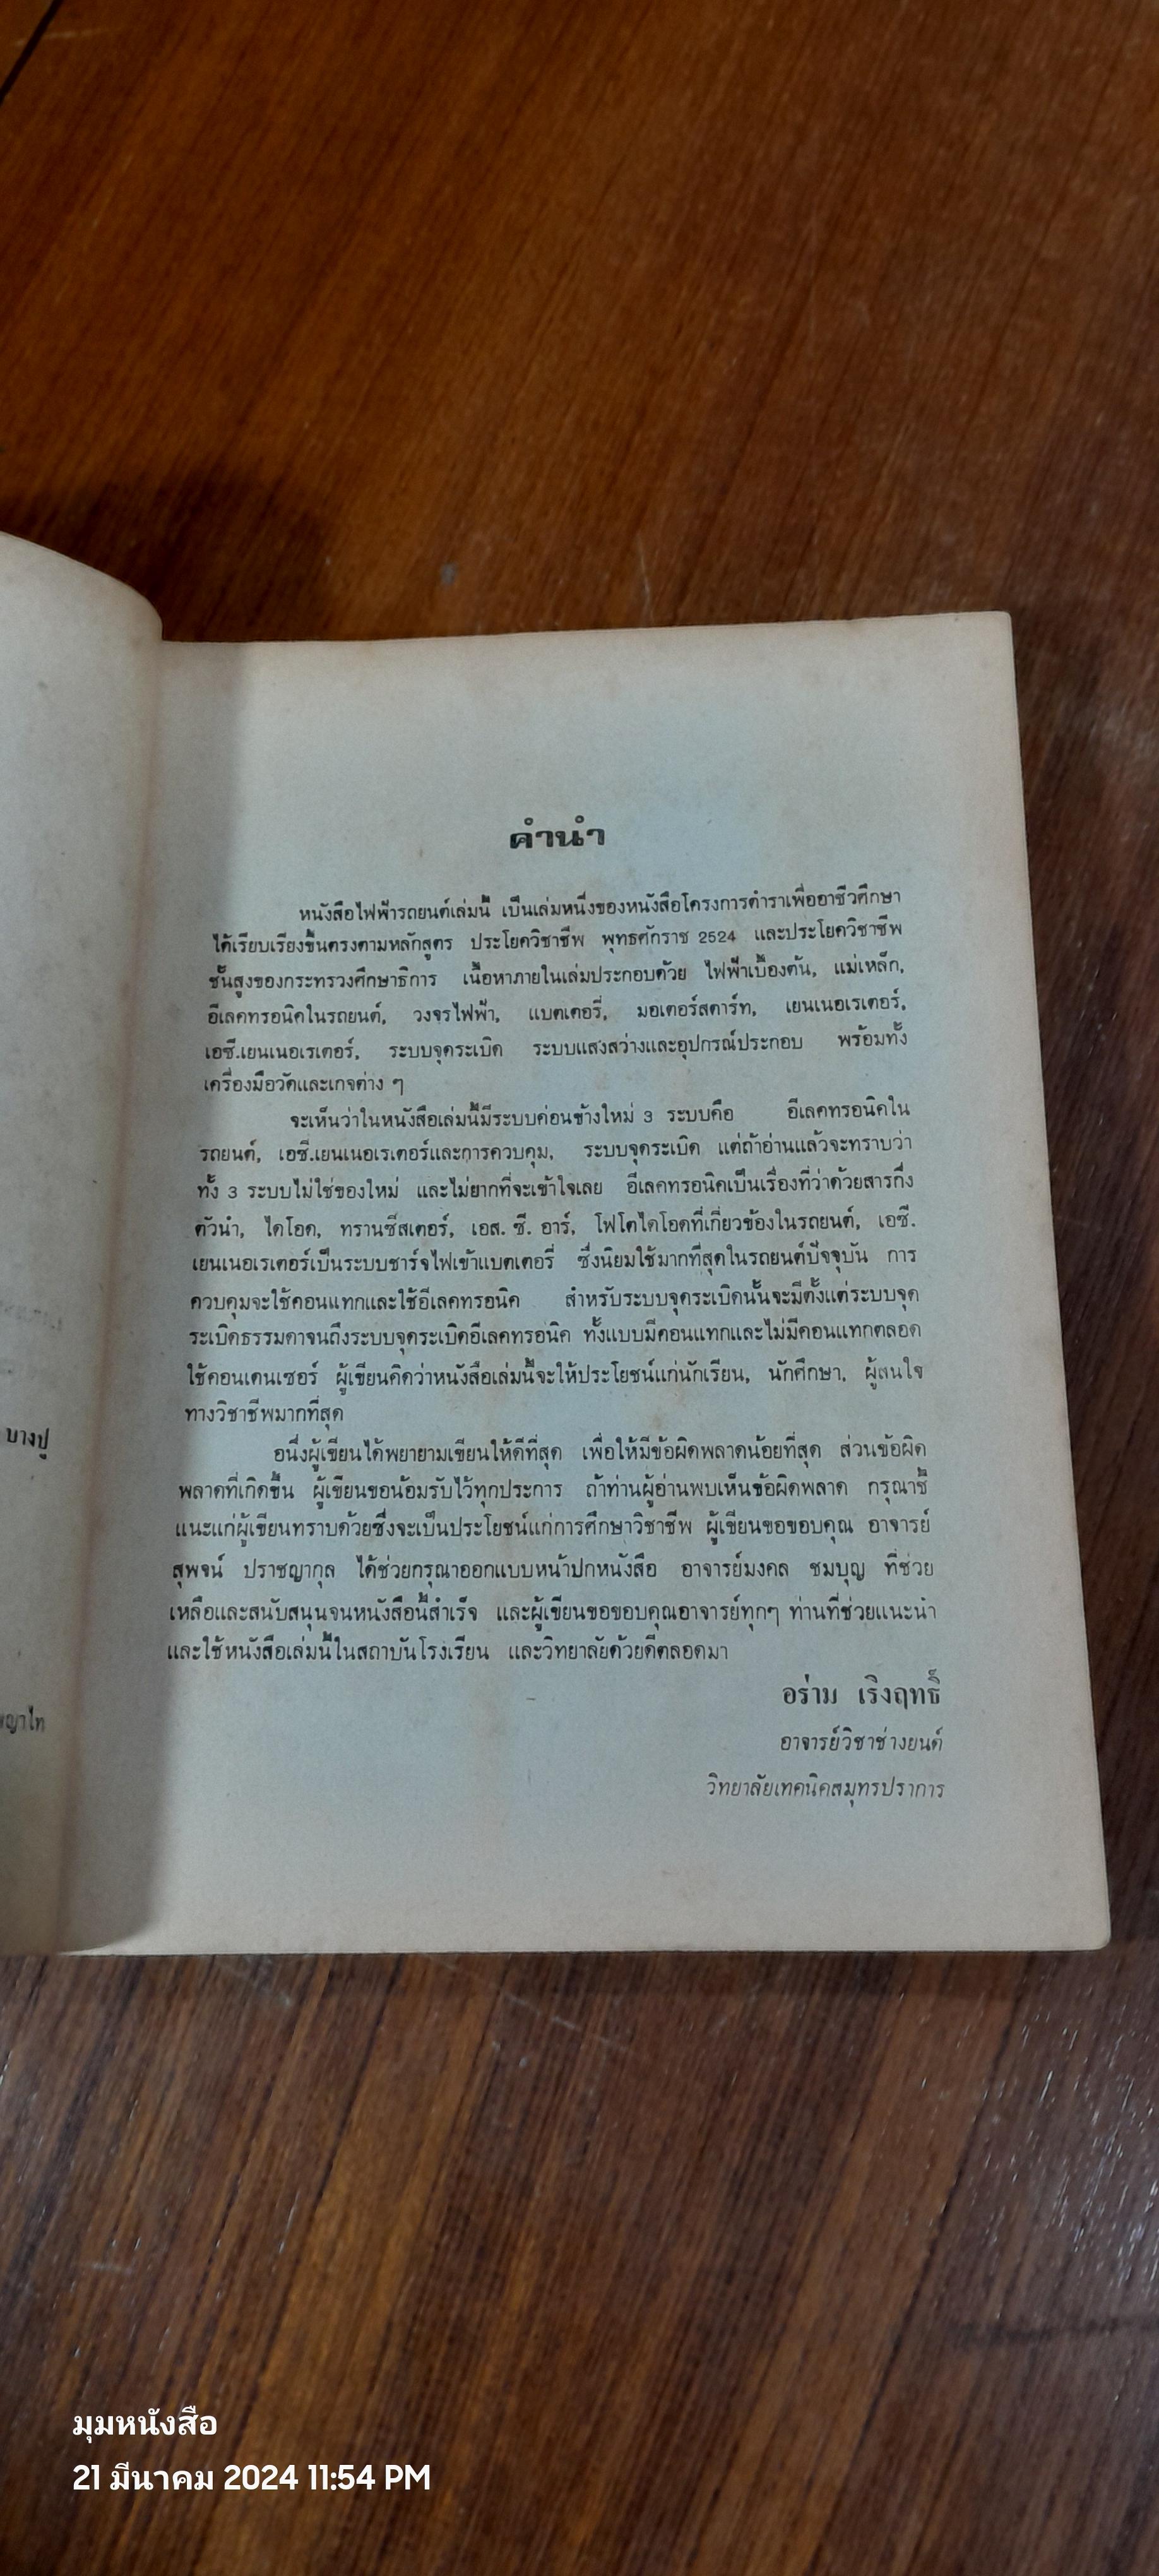 คำนำ
หนังสือไฟฟ้ารถยนต์เล่มนี้ เป็นเล่มหนึ่งของหนังสือโครงการตำราเพื่ออาชีวศึกษา
ได้เรียบเรียงขึ้นตรงตามหลักสูตร ประโยควิชาชีพ พุทธศักราช 2524 และประโยควิชาชีพ
ชั้นสูงของกระทรวงศึกษาธิการ เนื้อหาภายในเล่มประกอบด้วย ไฟฟ้าเบื้องต้น, แม่เหล็ก,
อีเลคทรอนิคในรถยนต์, วงจรไฟฟ้า, แบตเตอรี่, มอเตอร์สตาร์ท, เยนเนอเรเตอร์,
เอซี.เยนเนอเรเตอร์, ระบบจุดระเบิด ระบบแสงสว่างและอุปกรณ์ประกอบ พร้อมทั้ง
เครื่องมือวัดและเกจต่าง ๆ
จะเห็นว่าในหนังสือเล่มนี้มีระบบค่อนข้างใหม่ 3 ระบบคือ อีเลคทรอนิคใน
รถยนต์, เอซี.เยนเนอเรเตอร์และการควบคุม, ระบบจุดระเบิด แต่ถ้าอ่านแล้วจะทราบว่า
ทั้ง 3 ระบบไม่ใช่ของใหม่ และไม่ยากที่จะเข้าใจเลย อีเลคทรอนิคเป็นเรื่องที่ว่าด้วยสารกึ่ง
ตัวนำ, ไดโอด, ทรานซีสเตอร์, เอส. ซี. อาร์, โฟโตไดโอดที่เกี่ยวข้องในรถยนต์, เอซี.
เยนเนอเรเตอร์เป็นระบบชาร์จไฟเข้าแบตเตอรี่ ซึ่งนิยมใช้มากที่สุดในรถยนต์ปัจจุบัน การ
ควบคุมจะใช้คอนแทกและใช้อีเลคทรอนิค สำหรับระบบจุดระเบิดนั้นจะมีตั้งแต่ระบบจุด
ระเบิดธรรมดาจนถึงระบบจุดระเบิดอีเลคทรอนิค ทั้งแบบมีคอนแทกและไม่มีคอนแทกตลอด
ใช้คอนเดนเซอร์ ผู้เขียนคิดว่าหนังสือเล่มนี้จะให้ประโยชน์แก่นักเรียน, นักศึกษา, ผู้สนใจ
ทางวิชาชีพมากที่สุด
อนึ่งผู้เขียนได้พยายามเขียนให้ดีที่สุด เพื่อให้มีข้อผิดพลาดน้อยที่สุด ส่วนข้อผิด
พลาดที่เกิดขึ้น ผู้เขียนขอน้อมรับไว้ทุกประการ ถ้าท่านผู้อ่านพบเห็นข้อผิดพลาด กรุณาชี้
แนะแก่ผู้เขียนทราบด้วยซึ่งจะเป็นประโยชน์แก่การศึกษาวิชาชีพ ผู้เขียนขอขอบคุณ อาจารย์
สุพจน์ ปราชญากุล ได้ช่วยกรุณาออกแบบหน้าปกหนังสือ อาจารย์มงคล ชมบุญ ที่ช่วย
เหลือและสนับสนุนจนหนังสือนี้สำเร็จ และผู้เขียนขอขอบคุณอาจารย์ทุกๆ ท่านที่ช่วยแนะนำ
และใช้หนังสือเล่มนี้ในสถาบันโรงเรียน และวิทยาลัยด้วยดีตลอดมา
อร่าม เริงฤทธิ์
อาจารย์วิชาช่างยนต์
วิทยาลัยเทคนิคสมุทรปราการ
บางปู
มุมหนังสือ
21 มีนาคม 2024 11:54 PM